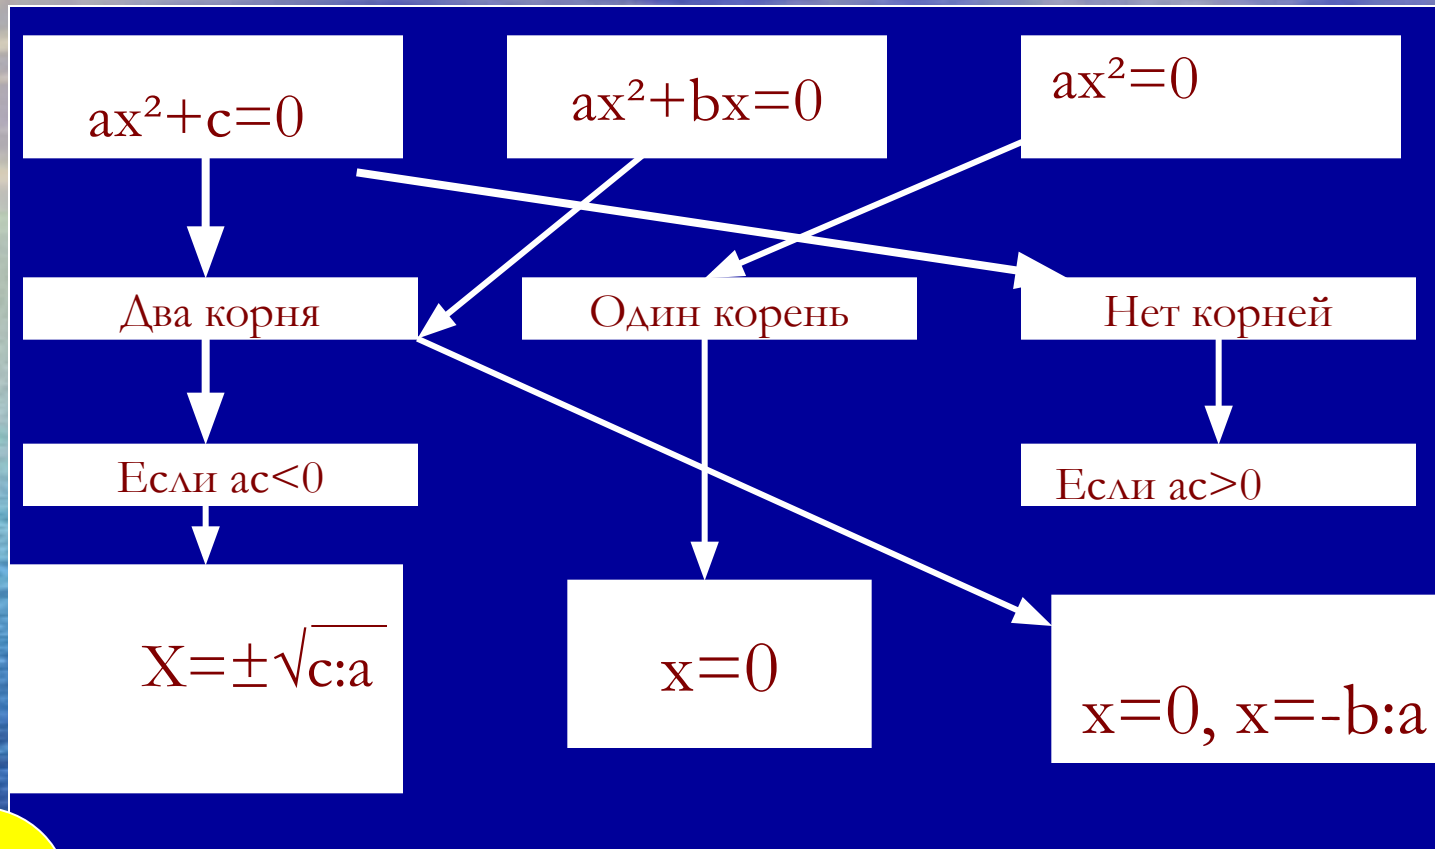 ax²+c=0
ax²+bx=0
ax²=0
Два корня
Один корень
Нет корней
Если ac<0
Если ac>0
X=±√c:a
x=0
x=0, x=-b:a